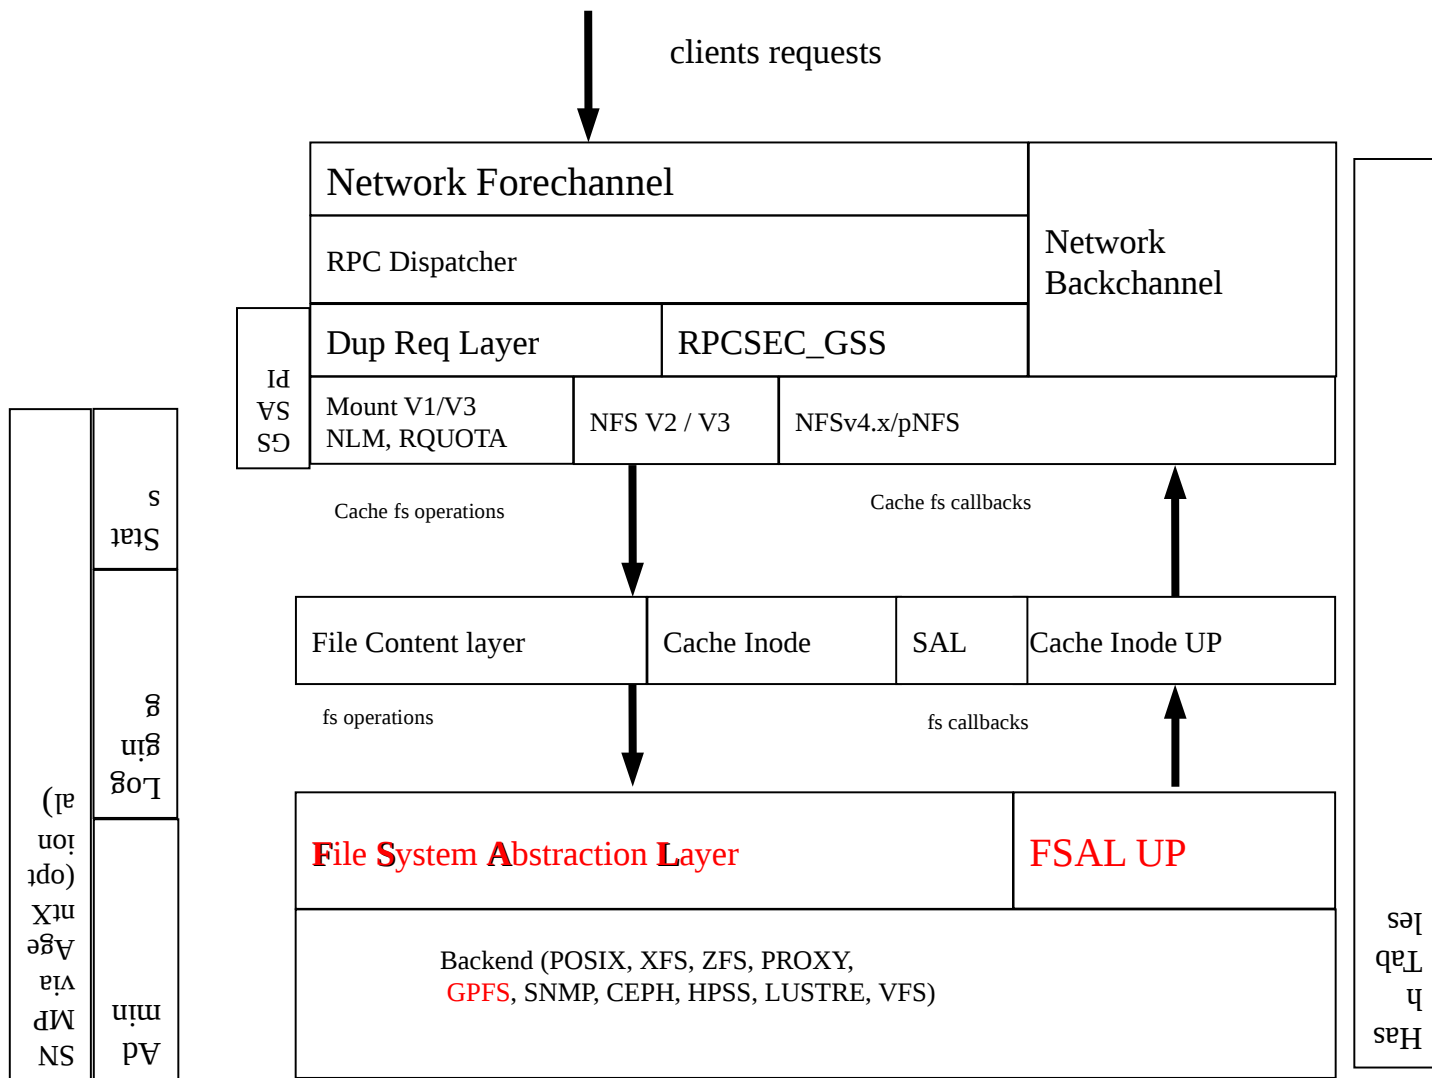 clients requests
Network Forechannel
Network
Backchannel
RPC Dispatcher
Dup Req Layer
RPCSEC_GSS
GS
SA
PI
Mount V1/V3
NLM, RQUOTA
NFS V2 / V3
NFSv4.x/pNFS
Cache fs operations
Cache fs callbacks
File Content layer
Cache Inode
SAL
Cache Inode UP
fs operations
fs callbacks
File System Abstraction Layer
FSAL UP
Backend (POSIX, XFS, ZFS, PROXY,
GPFS, SNMP, CEPH, HPSS, LUSTRE, VFS)
SN
MP
via
Age
ntX
(opt
ion
al)
Stat
s
Log
gin
g
Ad
min
Has
h
Tab
les